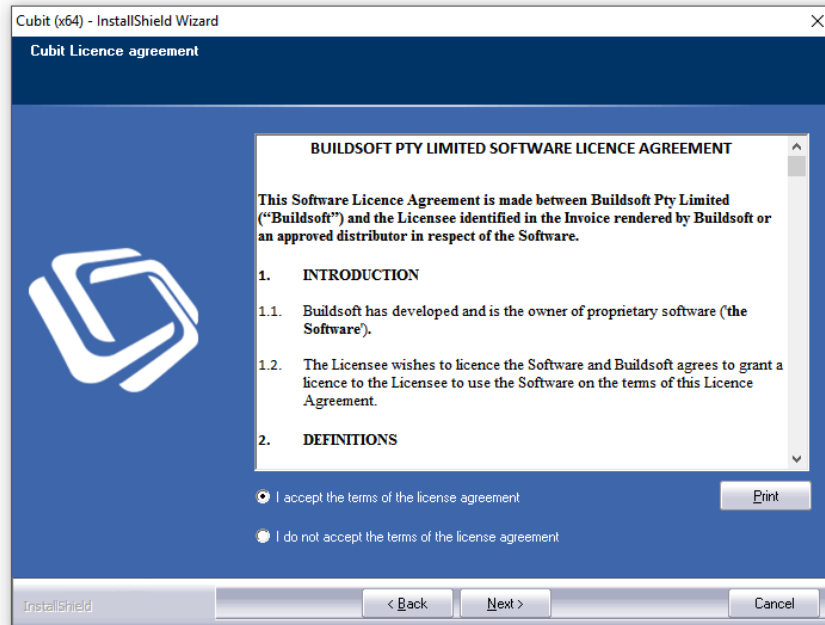 Cubit (x64) - InstallShield Wizard
Cubit Licence agreement
BUILDSOFT PTY LIMITED SOFTWARE LICENCE AGREEMENT
This Software Licence Agreement is made between Buildsoft Pty Limited
(“Buildsoft”) and the Licensee identified in the Invoice rendered by Buildsoft or
an approved distributor in respect of the Software.
1. INTRODUCTION
1.1. Buildsoft has developed and is the owner of proprietary software ('the
Software').
1.2. The Licensee wishes to licence the Software and Buildsoft agrees to grant a
licence to the Licensee to use the Software on the terms of this Licence
Agreement.
2. DEFINITIONS
I accept the terms of the license agreement
Print
I do not accept the terms of the license agreement
InstallShield
< Back
Next >
Cancel